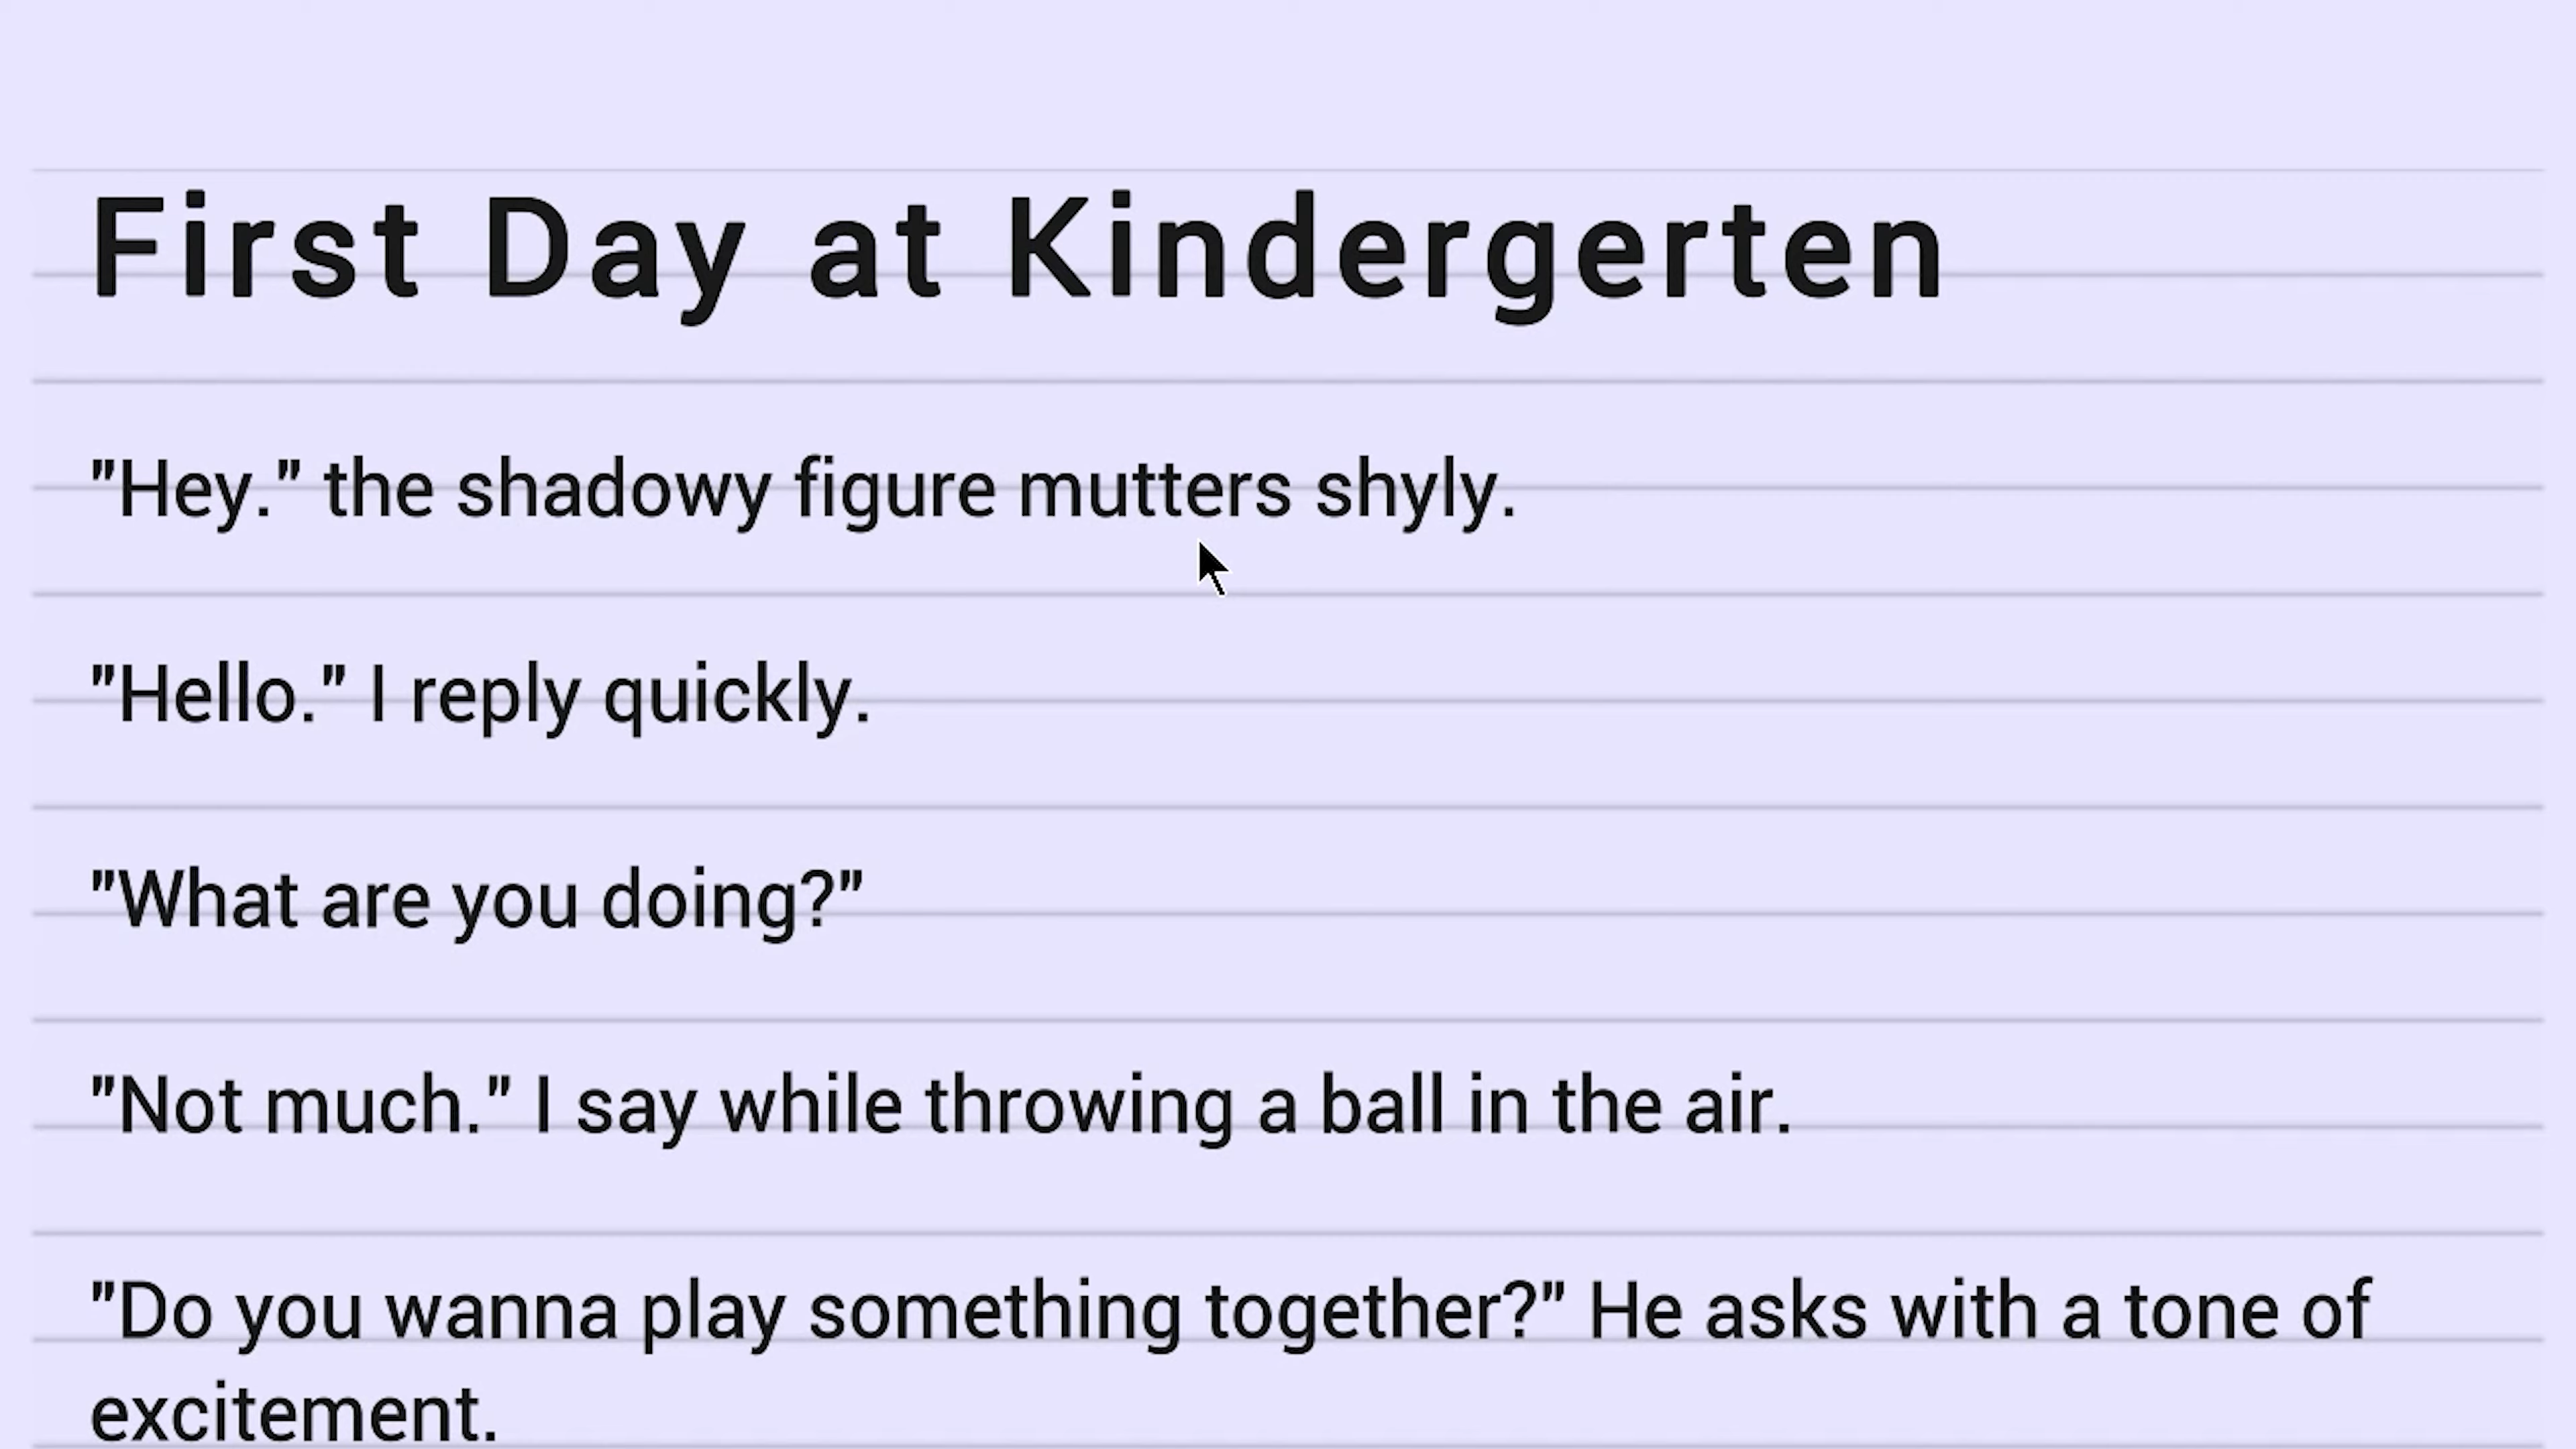 First Day at Kindergerten
"Hey." the shadowy figure mutters shyly.
"Hello." I reply quickly.
"What are you doing?"
"Not much." I say while throwing a ball in the air.
"Do you wanna play something together?" He asks with a tone of
excitement.